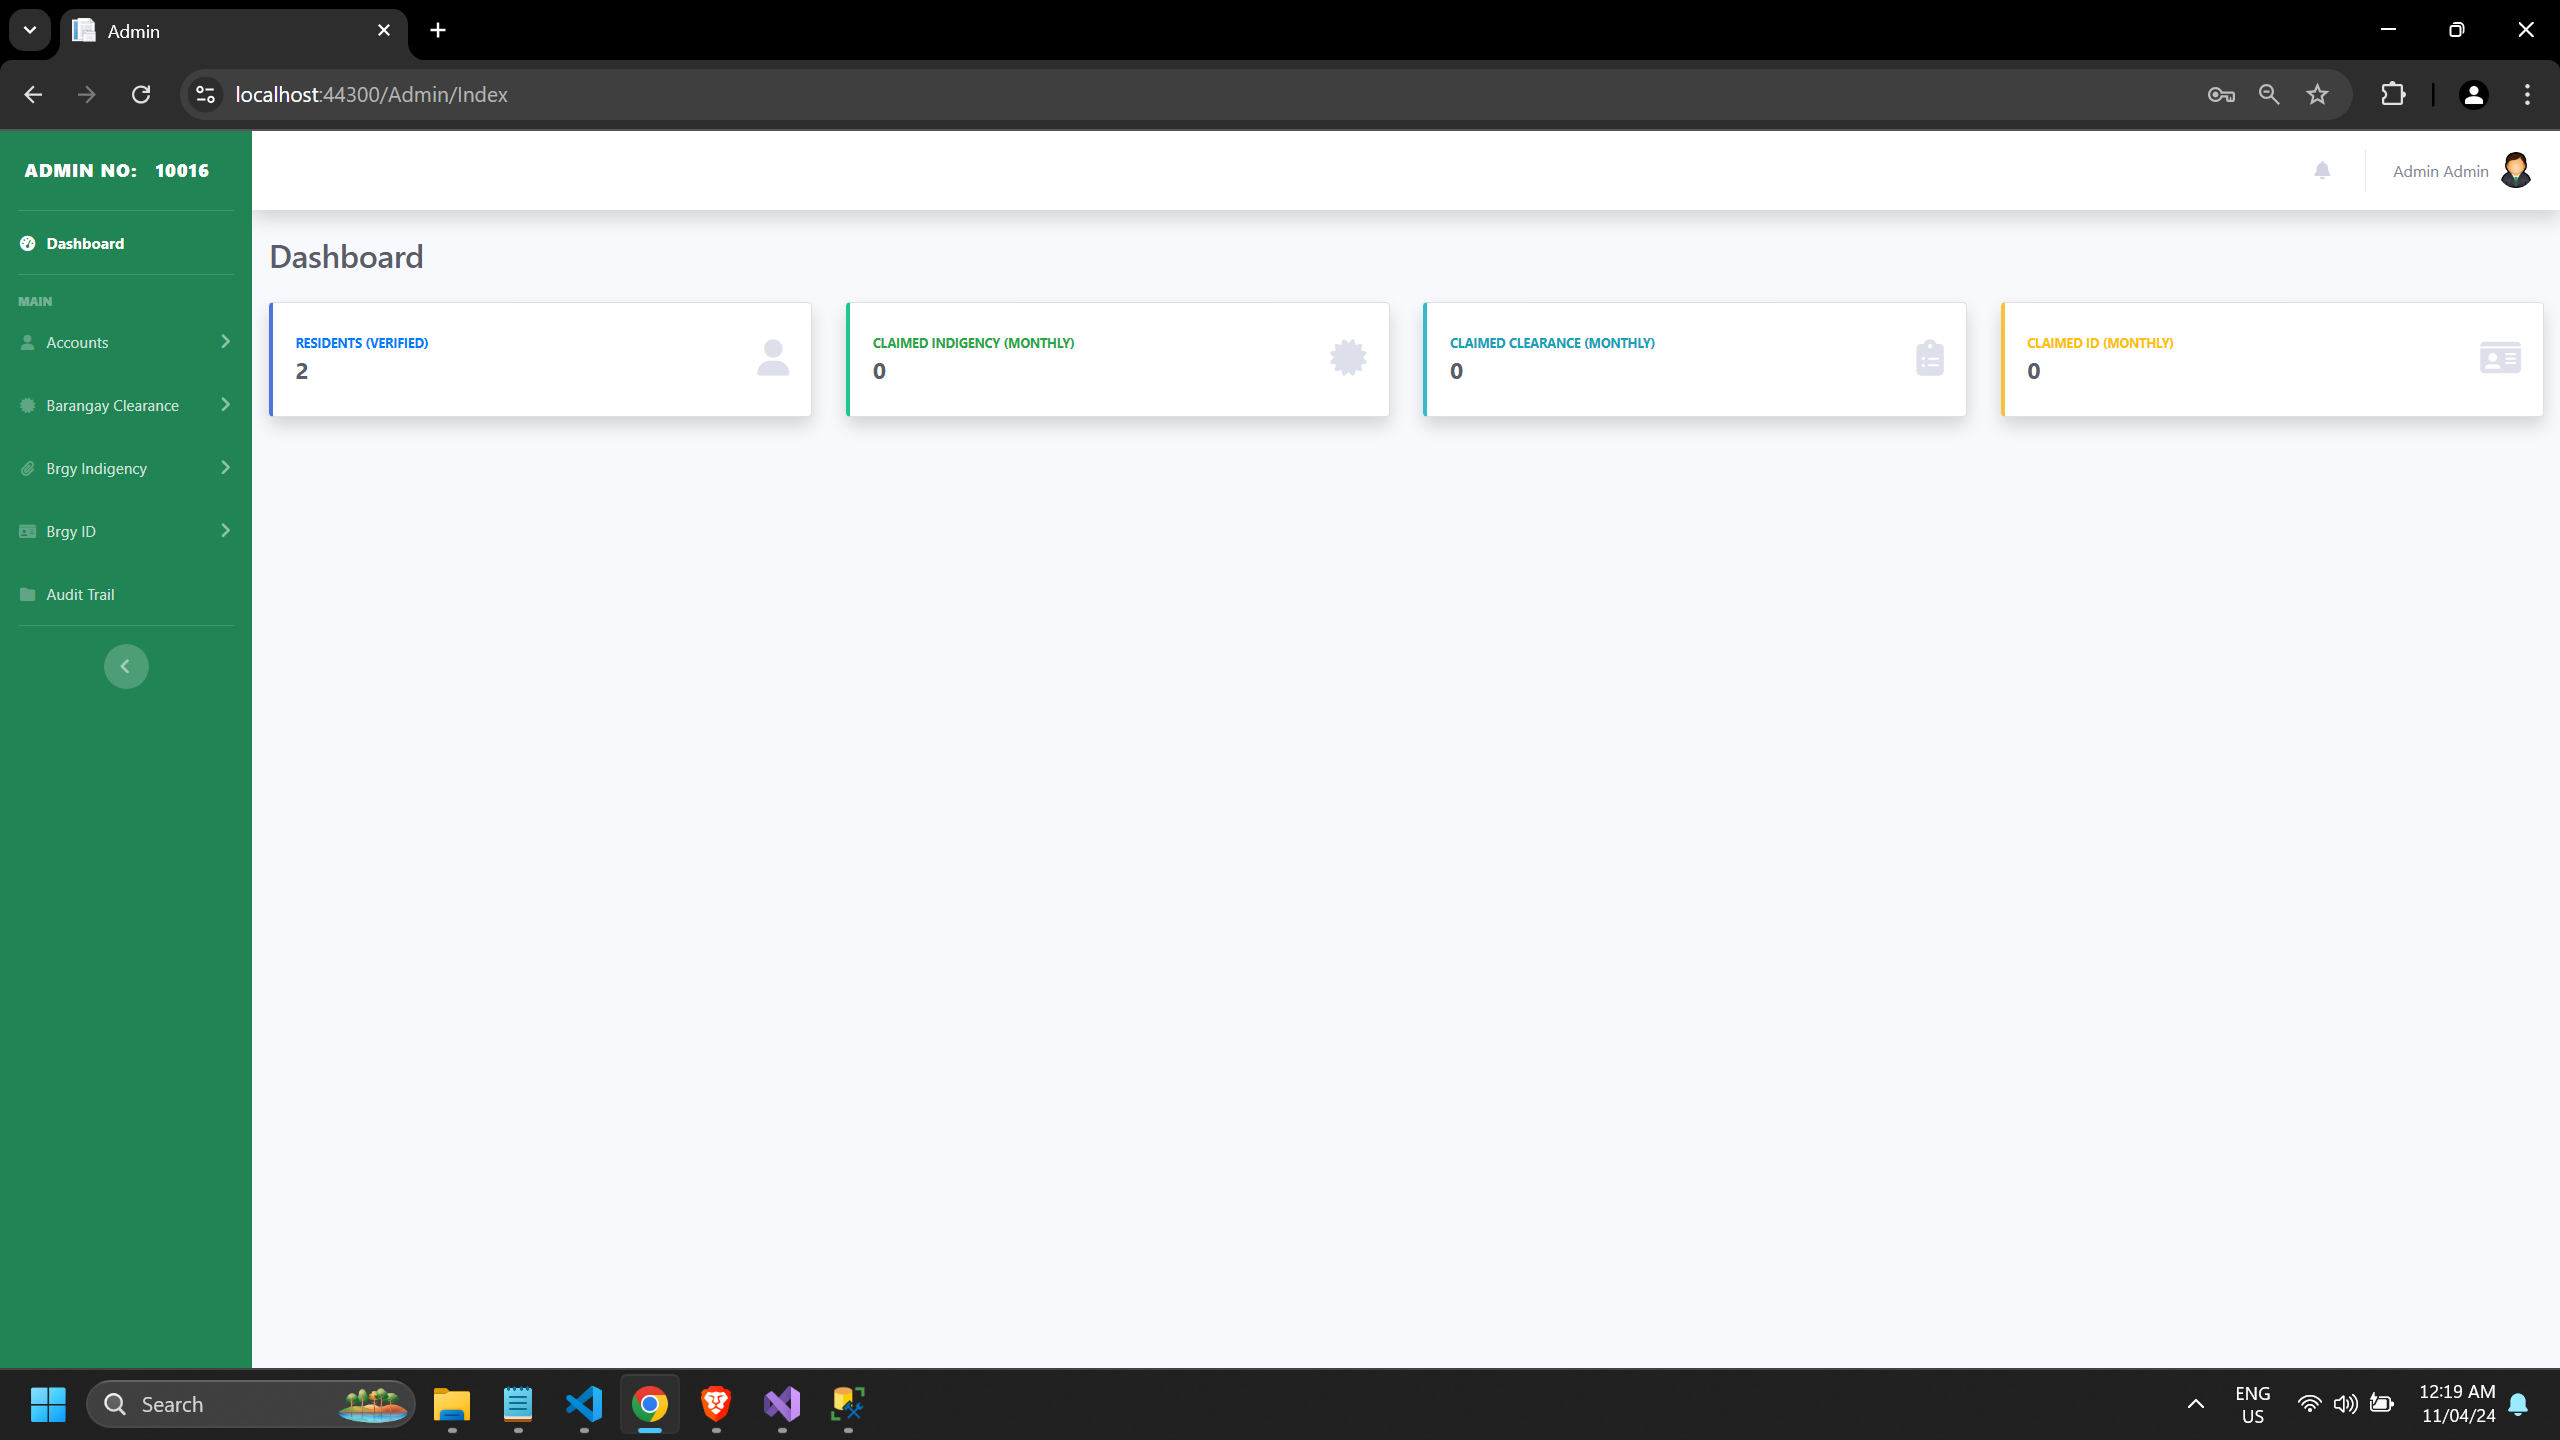 Admin
localhost:44300/Admin/Index
ADMIN NO: 10016
Admin Admin
Dashboard
MAIN
Accounts
Barangay Clearance
Brgy Indigency
Brgy ID
Audit Trail
Dashboard
RESIDENTS (VERIFIED)
2
CLAIMED INDIGENCY (MONTHLY)
0
CLAIMED CLEARANCE (MONTHLY)
0
CLAIMED ID (MONTHLY)
0
Search
ENG
US
12:19 AM
11/04/24